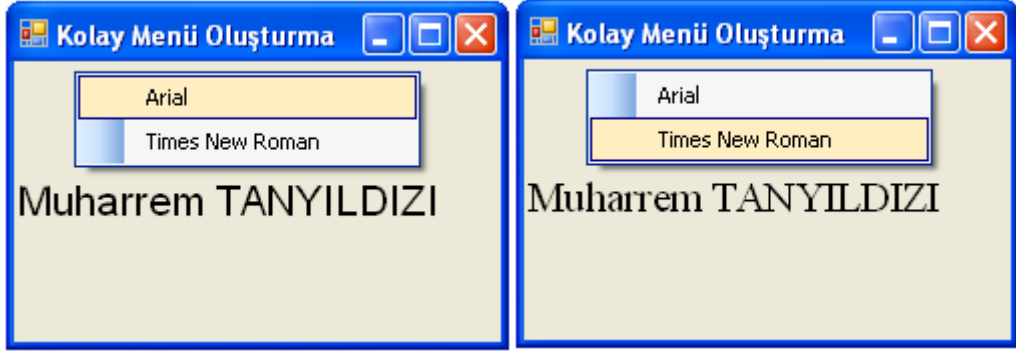 Kolay Menü Oluşturma
Arial
Times New Roman
Muharrem TANYILDIZI
Kolay Menü Oluşturma
Arial
Times New Roman
Muharrem TANYILDIZI